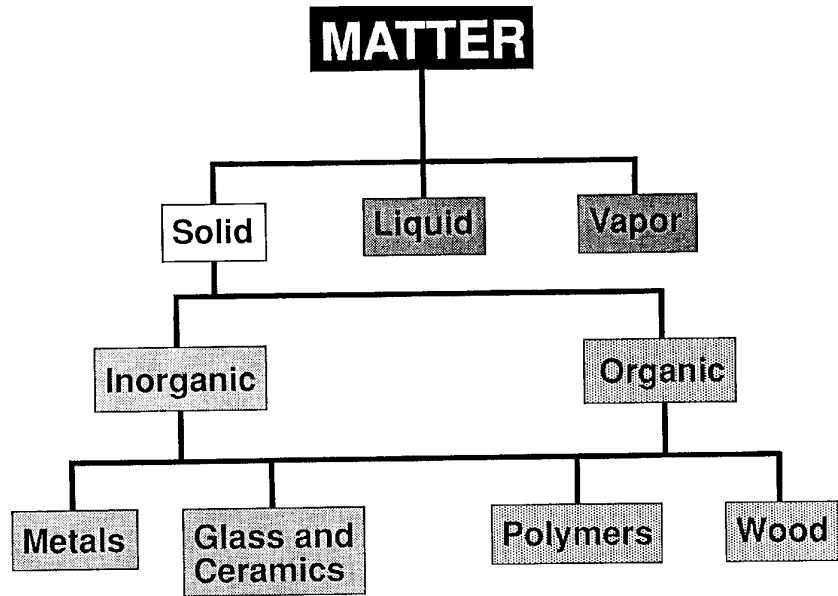 MATTER
Solid
Liquid
Vapor
Inorganic
Organic
Metals
Glass and
Ceramics
Polymers
Wood